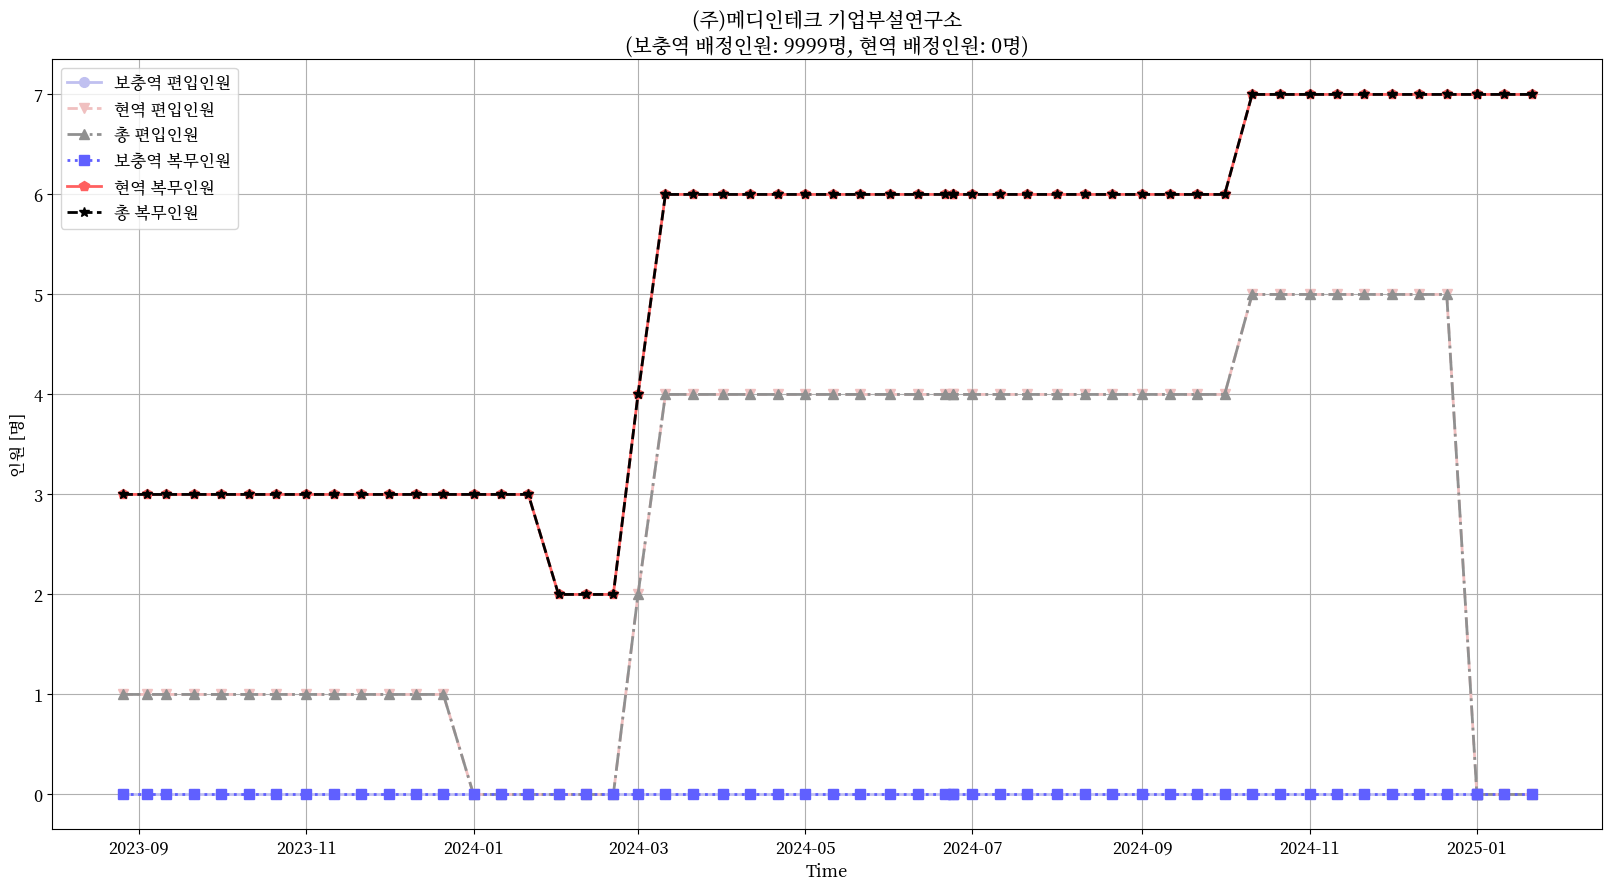 (주)메디인테크 기업부설연구소
(보충역 배정인원: 9999명, 현역 배정인원: 0명)
보충역 편입인원
현역 편입인원
총 편입인원
보충역 복무인원
현역 복무인원
총 복무인원
7
6
5
4
3
2
1
0
인원 [명]
2023-09
2023-11
2024-01
2024-03
2024-05
2024-07
2024-09
2024-11
2025-01
Time